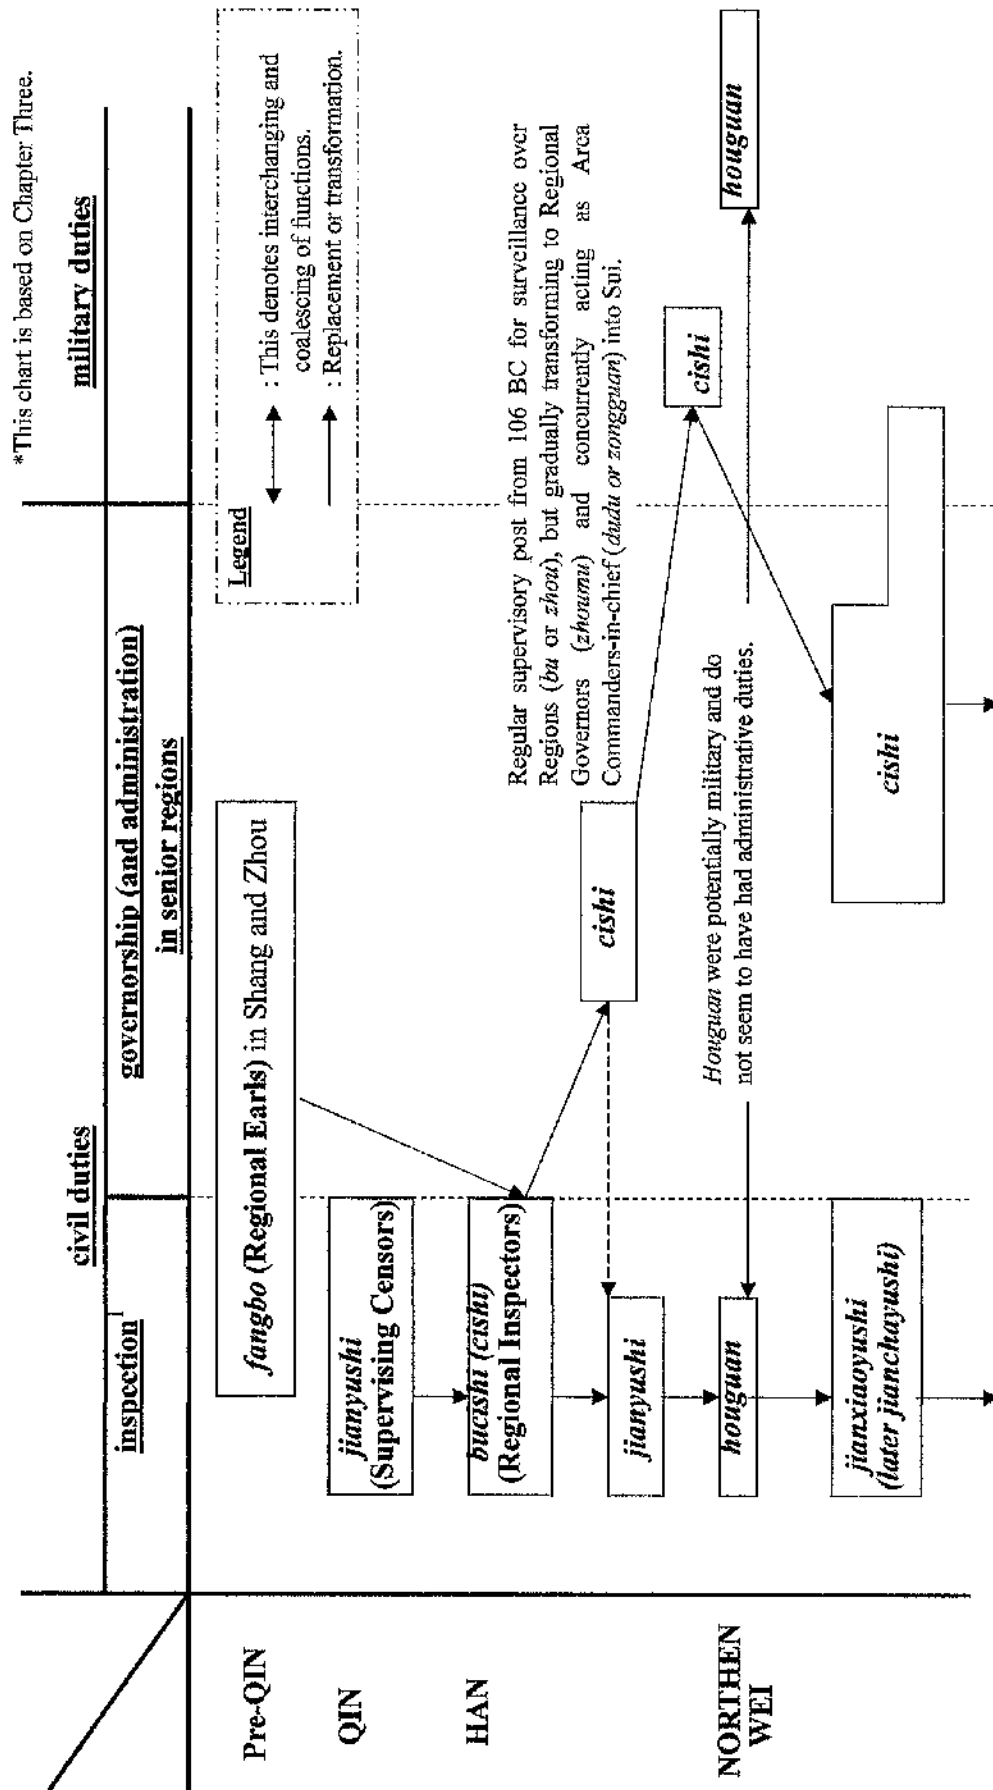 *This chart is based on Chapter Three.
civil duties
military duties
inspection1
governorship (and administration)
in senior regions
Legend
: This denotes interchanging and
coalescing of functions.
: Replacement or transformation.
Pre-QIN
fangbo (Regional Earls) in Shang and Zhou
QIN
jianyushi
(Supervising Censors)
HAN
bucishi (cishi)
(Regional Inspectors)
Regular supervisory post from 106 BC for surveillance over
Regions (bu or zhou), but gradually transforming to Regional
Governors (zhoumu) and concurrently acting as Area
Commanders-in-chief (dudu or zongguan) into Sui.
cishi
jianyushi
cishi
NORTHEN
WEI
houguan
Houguan were potentially military and do
not seem to have had administrative duties.
houguan
jianxiaoyushi
(later jianchayushi)
cishi